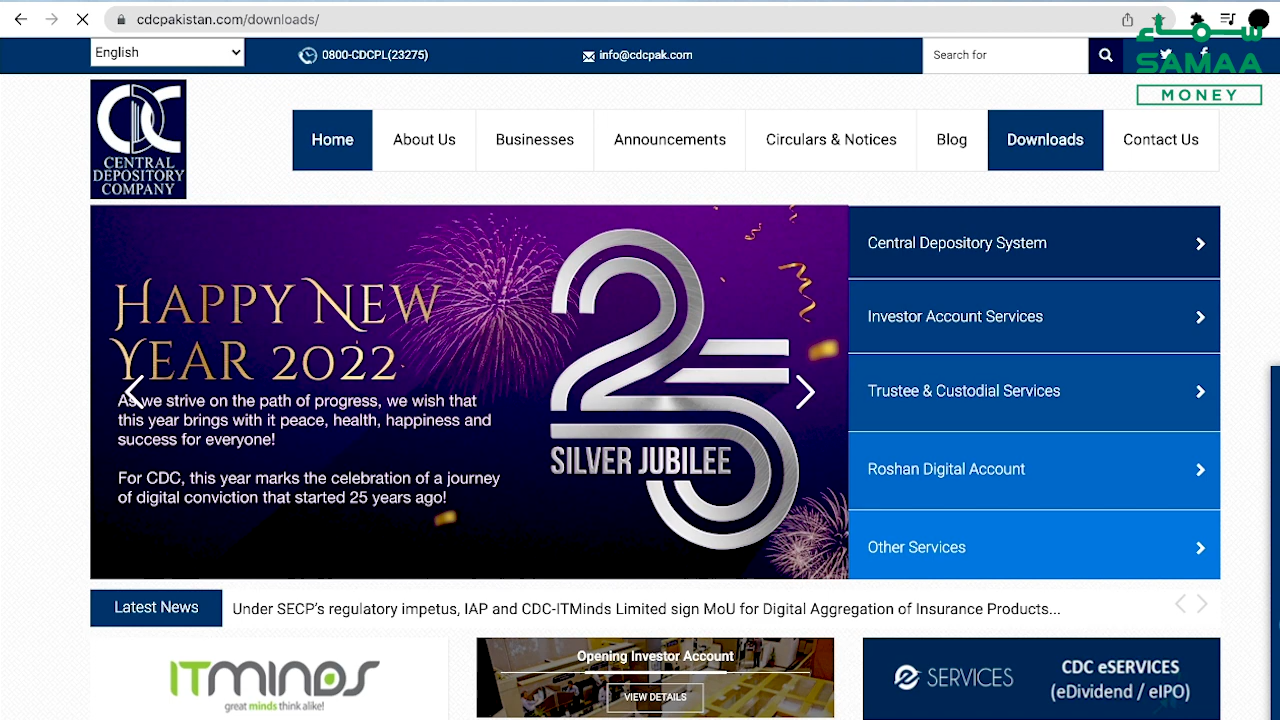 cdcpakistan.com/downloads/
English
0800-CDCPL(23275)
info@cdcpak.com
Search for
سماء
SAMAA
MONEY
CDC
CENTRAL
DEPOSITORY
COMPANY
Home
About Us
Businesses
Announcements
Circulars & Notices
Blog
Downloads
Contact Us
HAPPY NEW
YEAR 2022
As we strive on the path of progress, we wish that
this year brings with it peace, health, happiness and
success for everyone!
For CDC, this year marks the celebration of a journey
of digital conviction that started 25 years ago!
25
SILVER JUBILEE
Central Depository System
Investor Account Services
Trustee & Custodial Services
Roshan Digital Account
Other Services
Latest News
Under SECP's regulatory impetus, IAP and CDC-ITMinds Limited sign MoU for Digital Aggregation of Insurance Products...
ITMINDS
great minds think alike!
Opening Investor Account
VIEW DETAILS
SERVICES
CDC eSERVICES
(eDividend / eIPO)